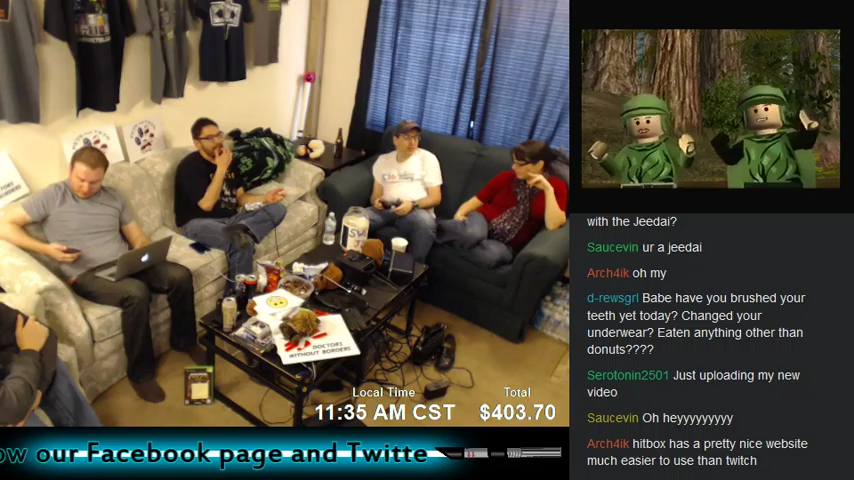 DOCTORS
WITHOUT BORDERS
Local Time
Total
11:35 AM CST
$403.70
ow our Facebook page and Twitte
with the Jeedai?
Saucevin ur a jeedai
Arch4ik oh my
d-rewsgrl Babe have you brushed your
teeth yet today? Changed your
underwear? Eaten anything other than
donuts????
Serotonin2501 Just uploading my new
video
Saucevin Oh heyyyyyyyy
Arch4ik hitbox has a pretty nice website
much easier to use than twitch